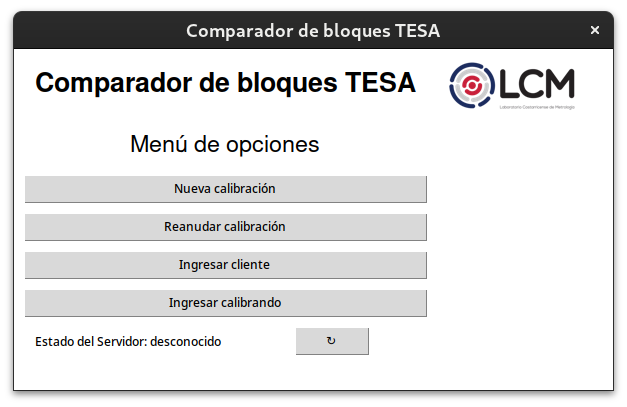 Comparador de bloques TESA
×
Comparador de bloques TESA
LCM
Laboratorio Costarricense de Metrología
Menú de opciones
Nueva calibración
Reanudar calibración
Ingresar cliente
Ingresar calibrando
Estado del Servidor: desconocido
↻